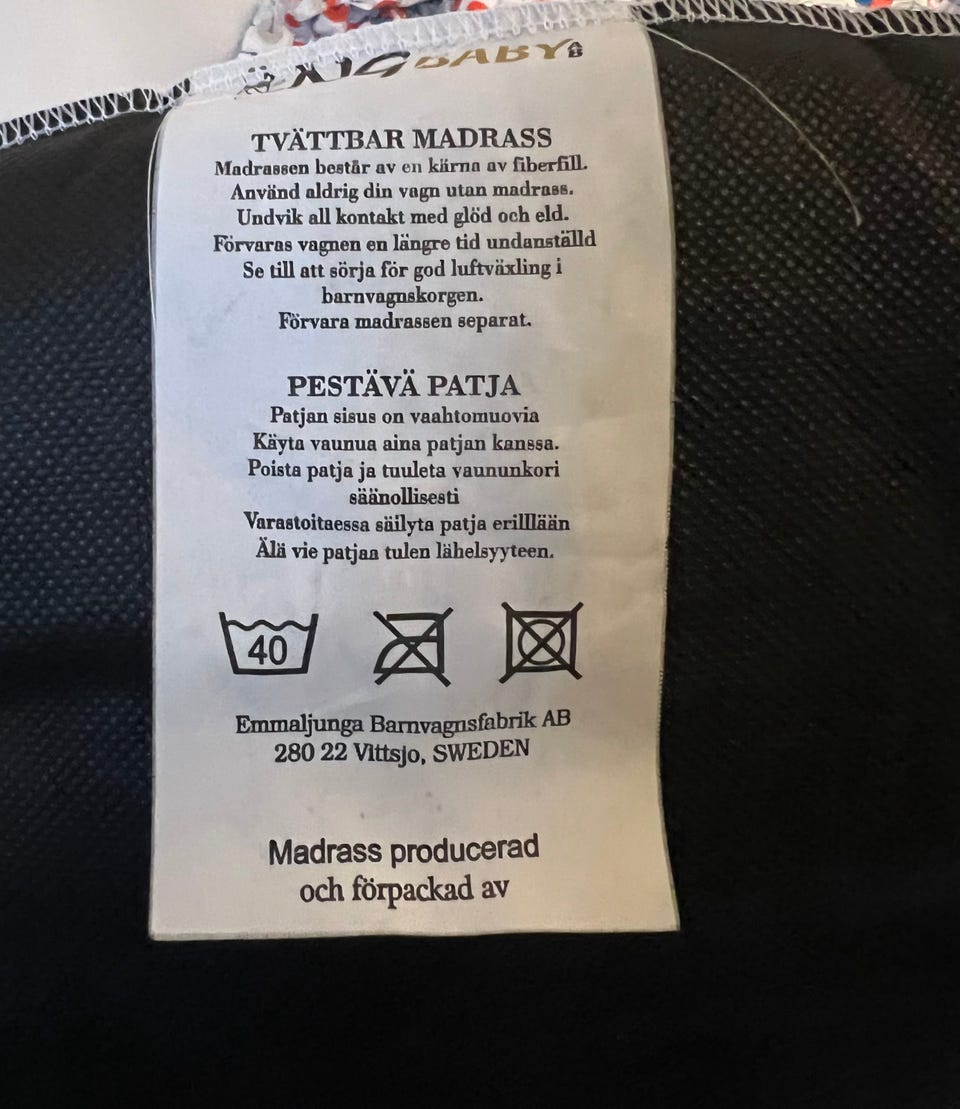 BABY AB
TVÄTTBAR MADRASS
Madrassen består av en kärna av fiberfill.
Använd aldrig din vagn utan madrass.
Undvik all kontakt med glöd och eld.
Förvaras vagnen en längre tid undanställd
Se till att sörja för god luftväxling i
barnvagnskorgen.
Förvara madrassen separat.
PESTÄVÄ PATJA
Patjan sisus on vaahtomuovia
Käyta vaunua aina patjan kanssa.
Poista patja ja tuuleta vaununkori
säänollisesti
Varastoitaessa säilyta patja erilllään
Älä vie patjaa tulen lähelsyyteen.
40
Emmaljunga Barnvagnsfabrik AB
280 22 Vittsjo, SWEDEN
Madrass producerad
och förpackad av